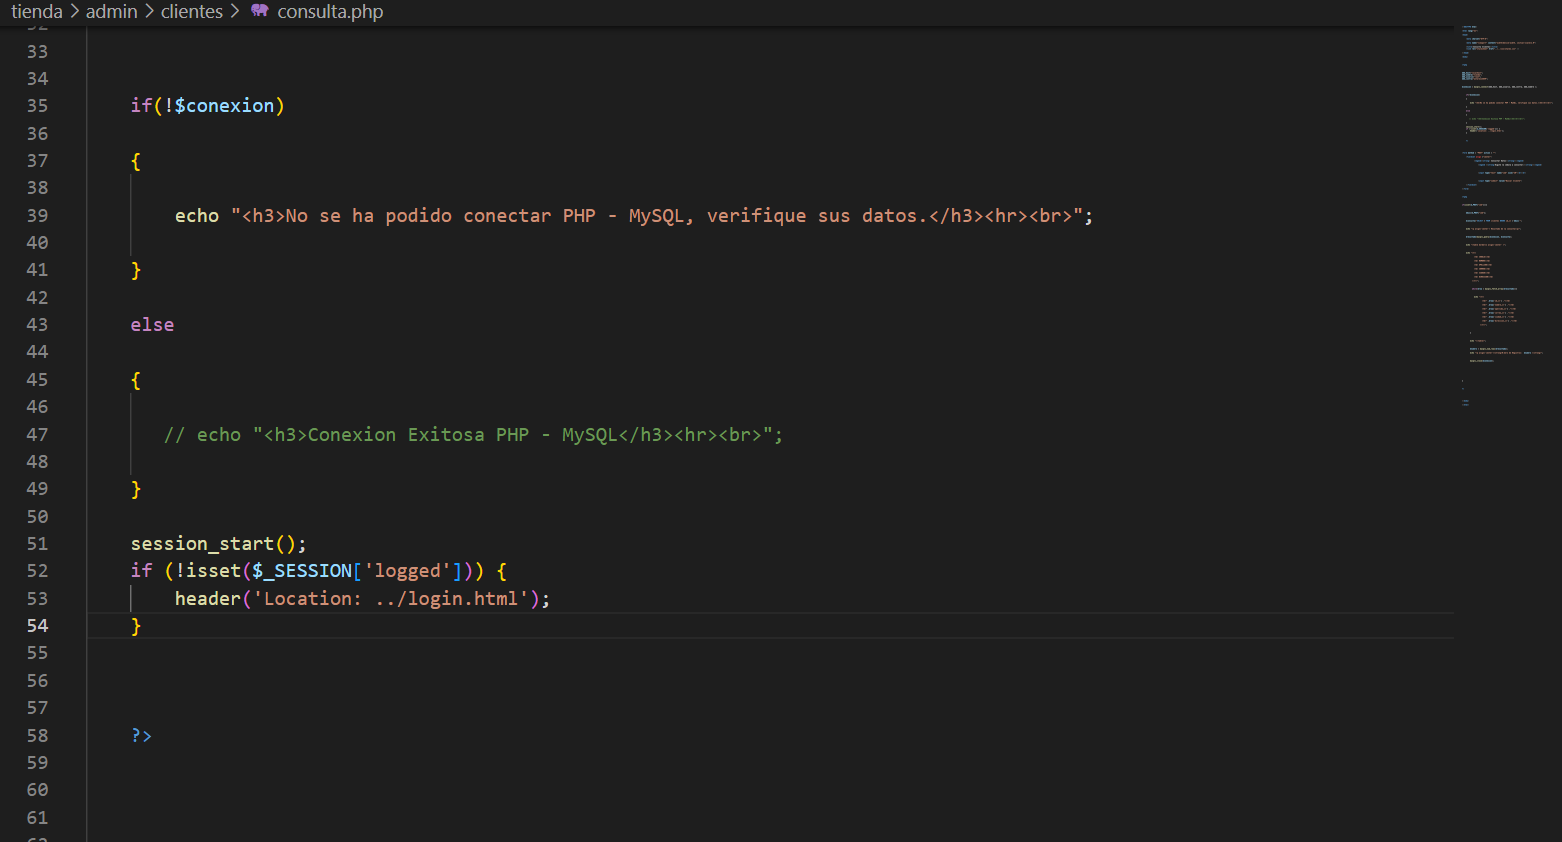 tienda > admin > clientes > consulta.php
32
33
34
35 if(!$conexion)
36
37 {
38
39 echo "<h3>No se ha podido conectar PHP - MySQL, verifique sus datos.</h3><hr><br>";
40
41 }
42
43 else
44
45 {
46
47 // echo "<h3>Conexion Exitosa PHP - MySQL</h3><hr><br>";
48
49 }
50
51 session_start();
52 if (!isset($_SESSION['logged'])) {
53 header('Location: ../login.html');
54 }
55
56
57
58 ?>
59
60
61